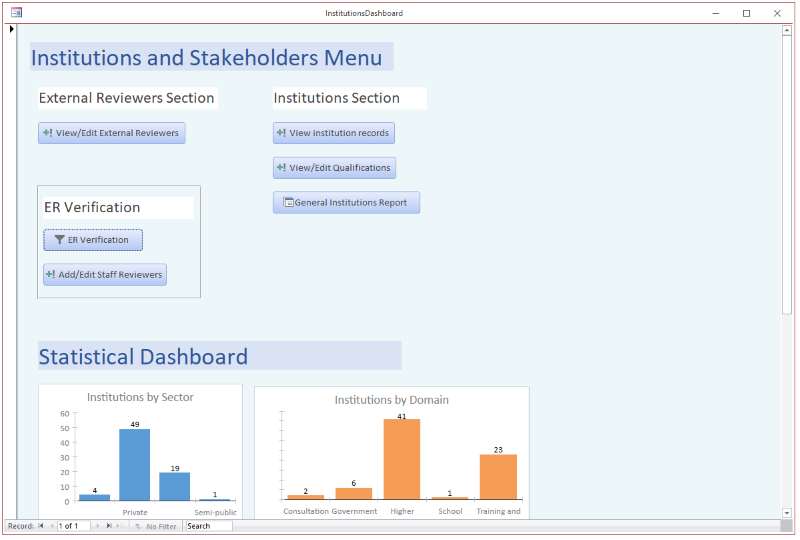 InstitutionsDashboard
Institutions and Stakeholders Menu
External Reviewers Section
Institutions Section
View/Edit External Reviewers
View institution records
View/Edit Qualifications
General Institutions Report
ER Verification
ER Verification
Add/Edit Staff Reviewers
Statistical Dashboard
Institutions by Sector
60
50
40
30
20
10
0
4
49
19
1
Private
Semi-public
Institutions by Domain
2
6
41
1
23
Consultation
Government
Higher
School
Training and
Record:
1 of 1
No Filter
Search